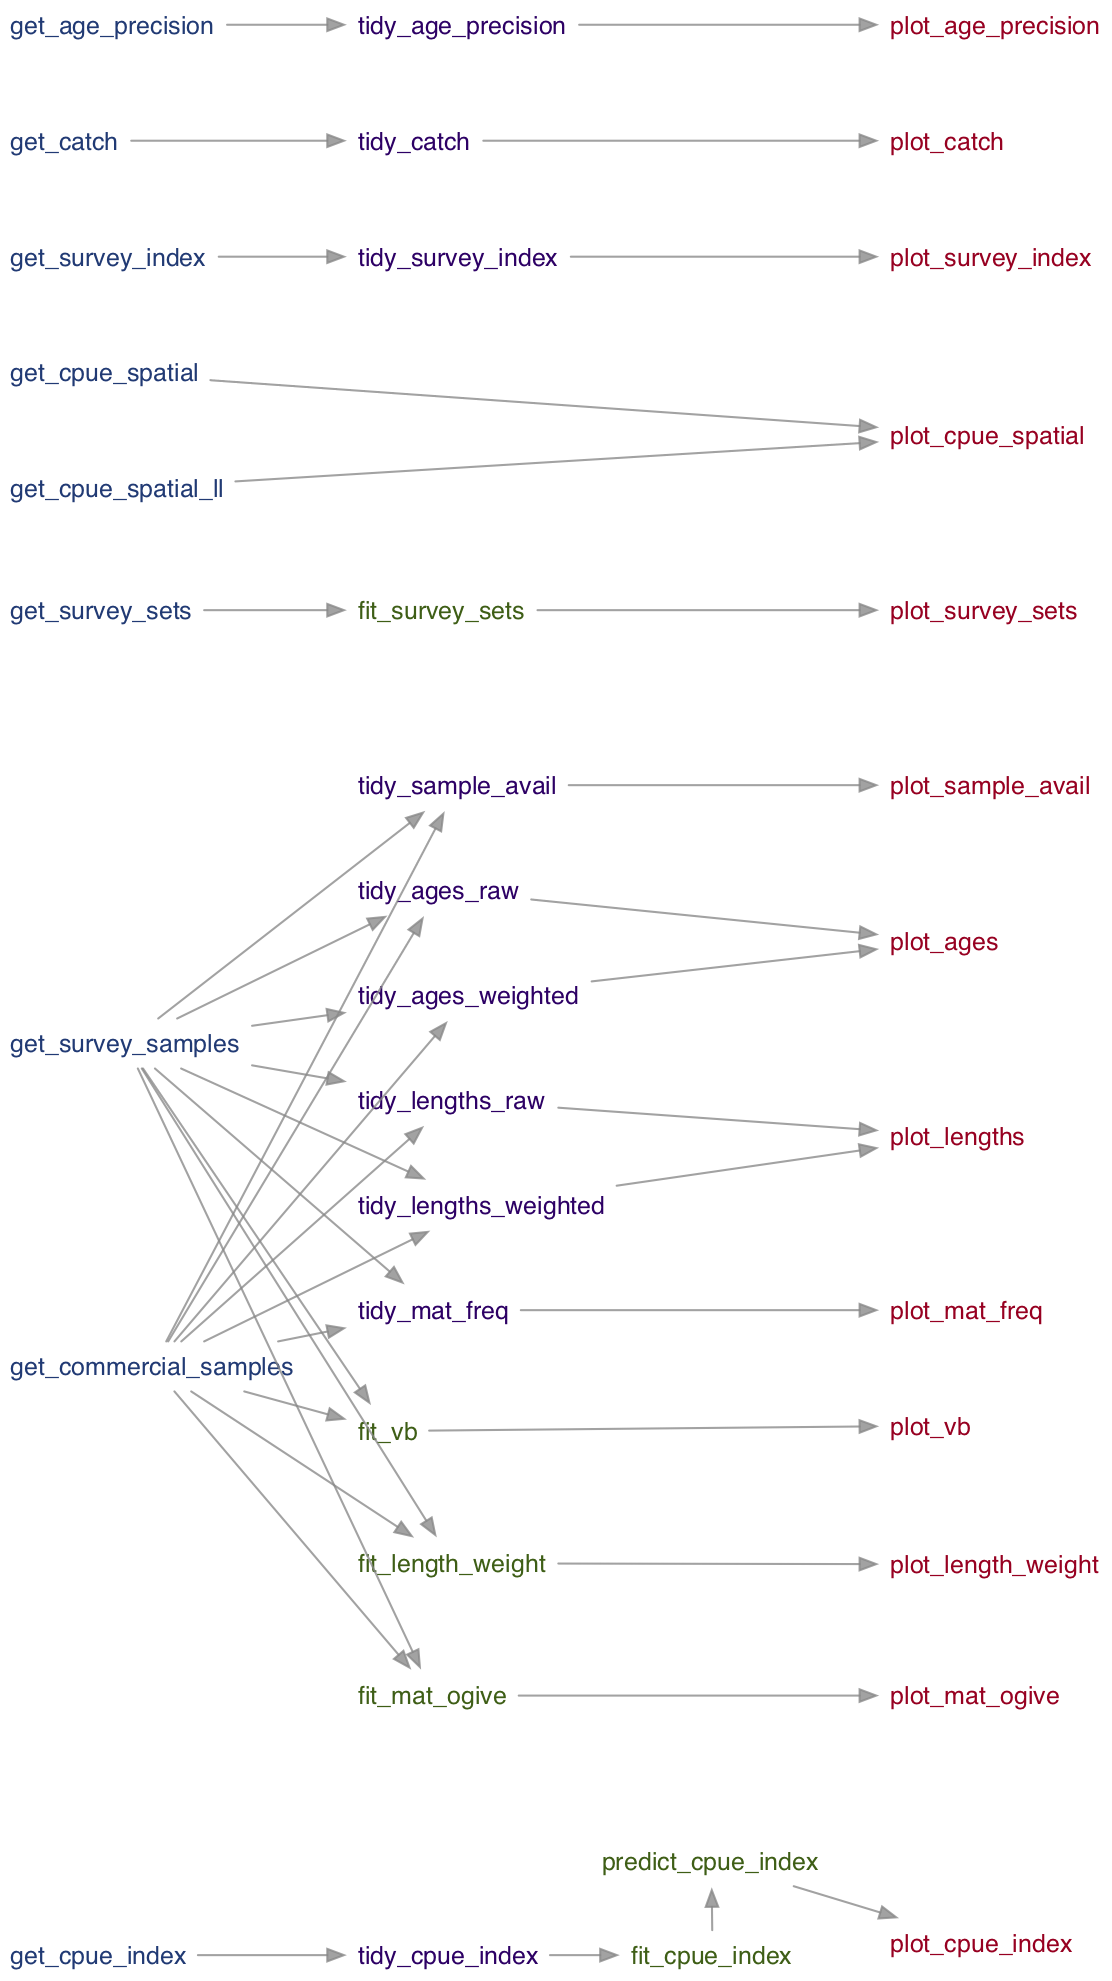 get_age_precision tidy_age_precision plot_age_precision
get_catch tidy_catch plot_catch
get_survey_index tidy_survey_index plot_survey_index
get_cpue_spatial
plot_cpue_spatial
get_cpue_spatial_ll
get_survey_sets fit_survey_sets plot_survey_sets
tidy_sample_avail plot_sample_avail
tidy_ages_raw
plot_ages
tidy_ages_weighted
get_survey_samples
tidy_lengths_raw
plot_lengths
tidy_lengths_weighted
tidy_mat_freq plot_mat_freq
get_commercial_samples
fit_vb plot_vb
fit_length_weight plot_length_weight
fit_mat_ogive plot_mat_ogive
predict_cpue_index
plot_cpue_index
get_cpue_index tidy_cpue_index fit_cpue_index